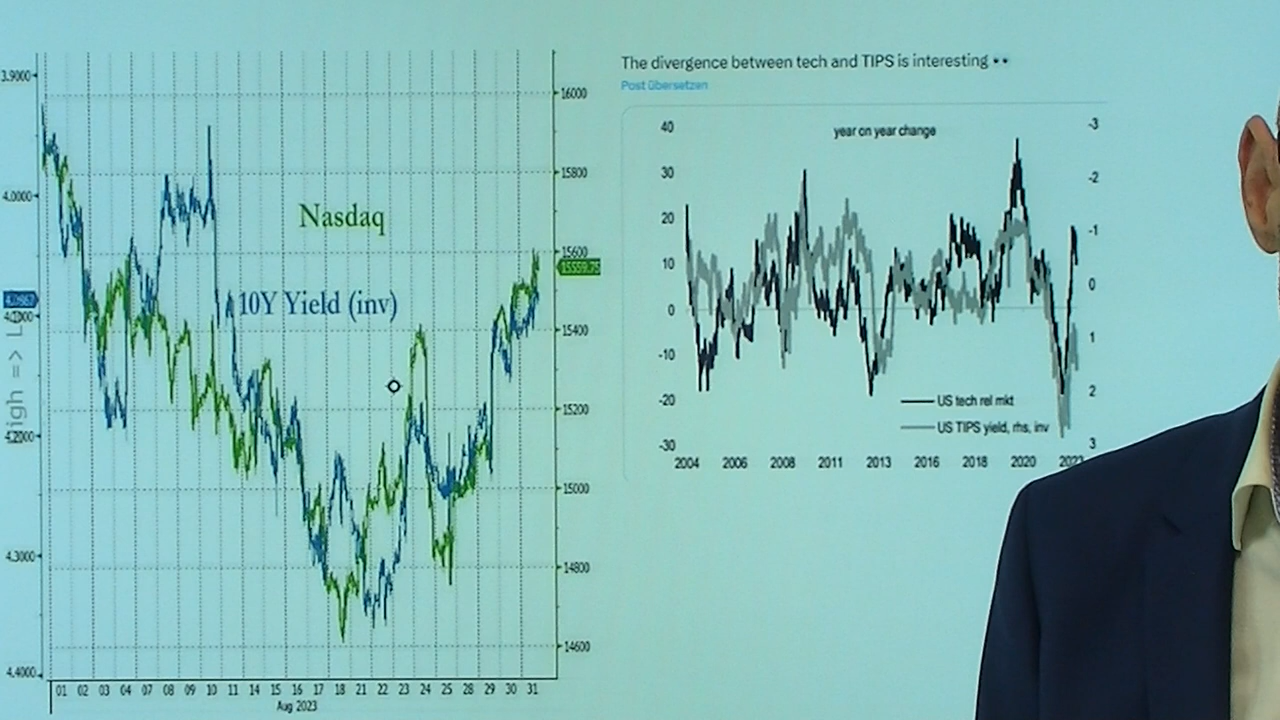 3.9000
4.0000
4.3000
4.4000
Nasdaq
10Y Yield (inv)
16000
15800
15600
15559.75
15400
15200
15000
14800
14600
01 02 03 04 07 08 09 10 11 14 15 16 17 18 21 22 23 24 25 28 29 30 31
Aug 2023
The divergence between tech and TIPS is interesting
Post übersetzen
year on year change
40
30
20
10
0
-10
-20
-30
-3
-2
-1
0
1
2
3
US tech rel mkt
US TIPS yield, rhs, inv
2004 2006 2008 2011 2013 2016 2018 2020 2023